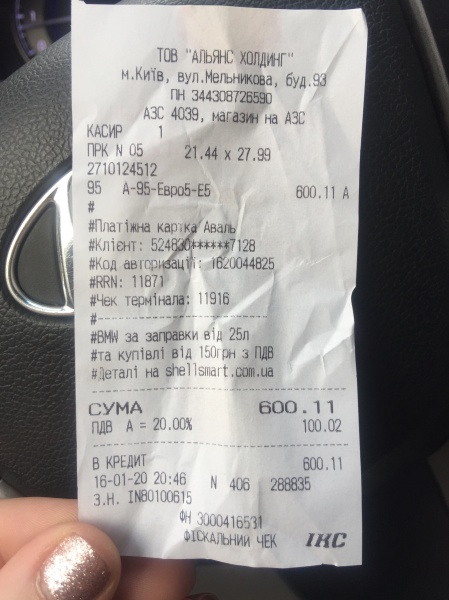 ТОВ "АЛЬЯНС ХОЛДИНГ"
м.Київ, вул.Мельникова, буд.93
ПН 344308726590
АЗС 4039, магазин на АЗС
КАСИР 1
ПРК N 05 21.44 x 27.99
2710124512
95 А-95-Евро5-Е5 600.11 А
#
#Платіжна картка Аваль
#Клієнт: 524830******7128
#Код авторизації: 1620044825
#RRN: 11871
#Чек термінала: 11916
#--------------------------------
#BMW за заправки від 25л
#та купівлі від 150грн з ПДВ
#Деталі на shellsmart.com.ua
--------------------------------
СУМА 600.11
ПДВ А = 20.00% 100.02
--------------------------------
В КРЕДИТ 600.11
16-01-20 20:46 N 406 288835
З.Н. IN80100615
ФН 3000416531
ФІСКАЛЬНИЙ ЧЕК ІКС